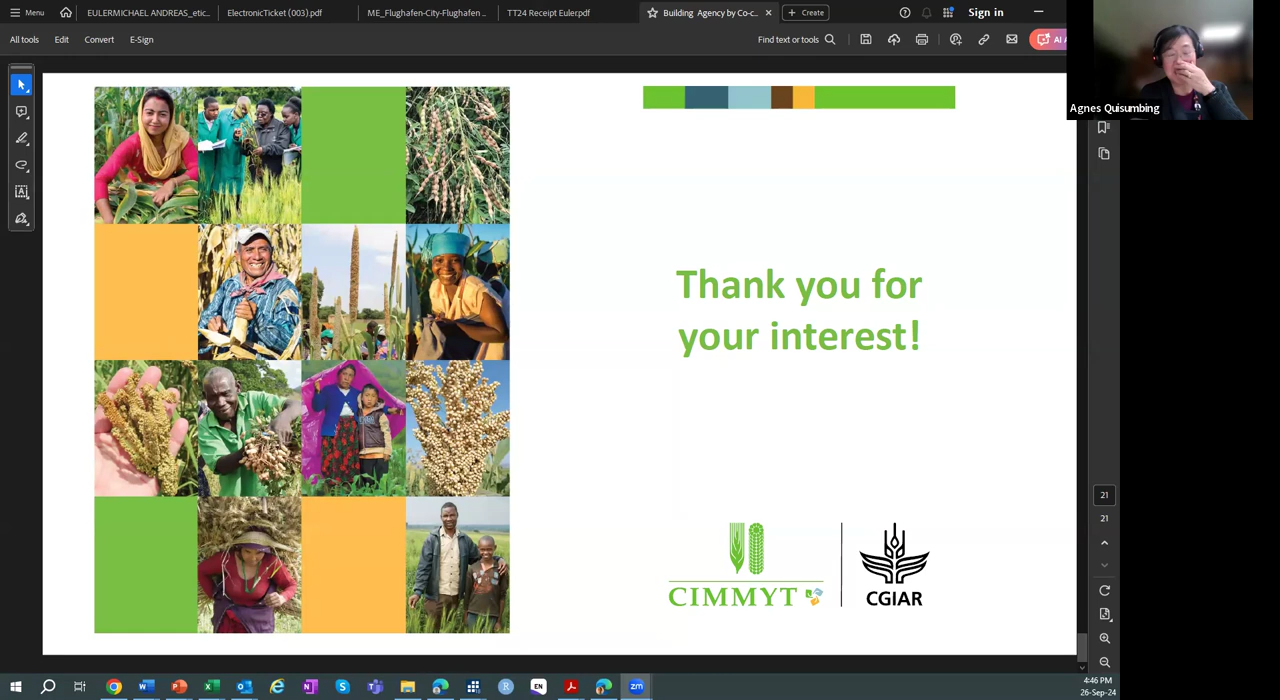 Menu
EULERMICHAEL ANDREAS_etic...
ElectronicTicket (003).pdf
ME_Flughafen-City-Flughafen ...
TT24 Receipt Euler.pdf
Building Agency by Co-c...
Create
Sign in
All tools
Edit
Convert
E-Sign
Find text or tools
AI A
Agnes Quisumbing
Thank you for
your interest!
CIMMYT
CGIAR
21
21
EN
zm
4:46 PM
26-Sep-24